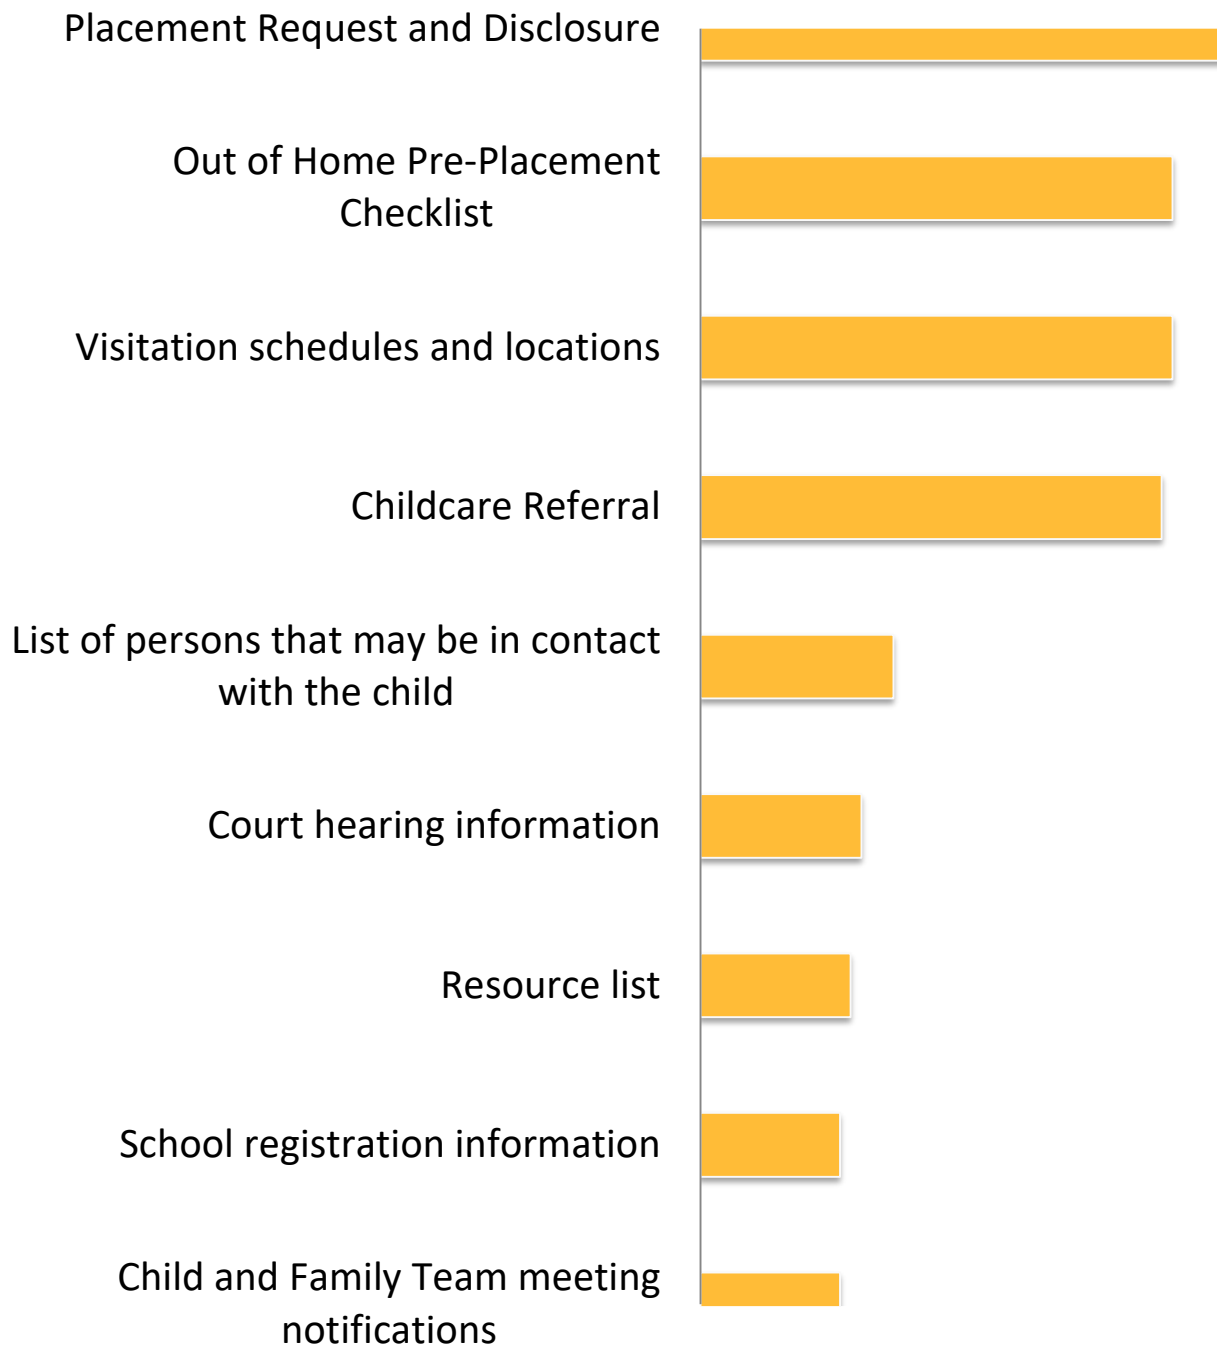 Placement Request and Disclosure
Out of Home Pre-Placement
Checklist
Visitation schedules and locations
Childcare Referral
List of persons that may be in contact
with the child
Court hearing information
Resource list
School registration information
Child and Family Team meeting
notifications